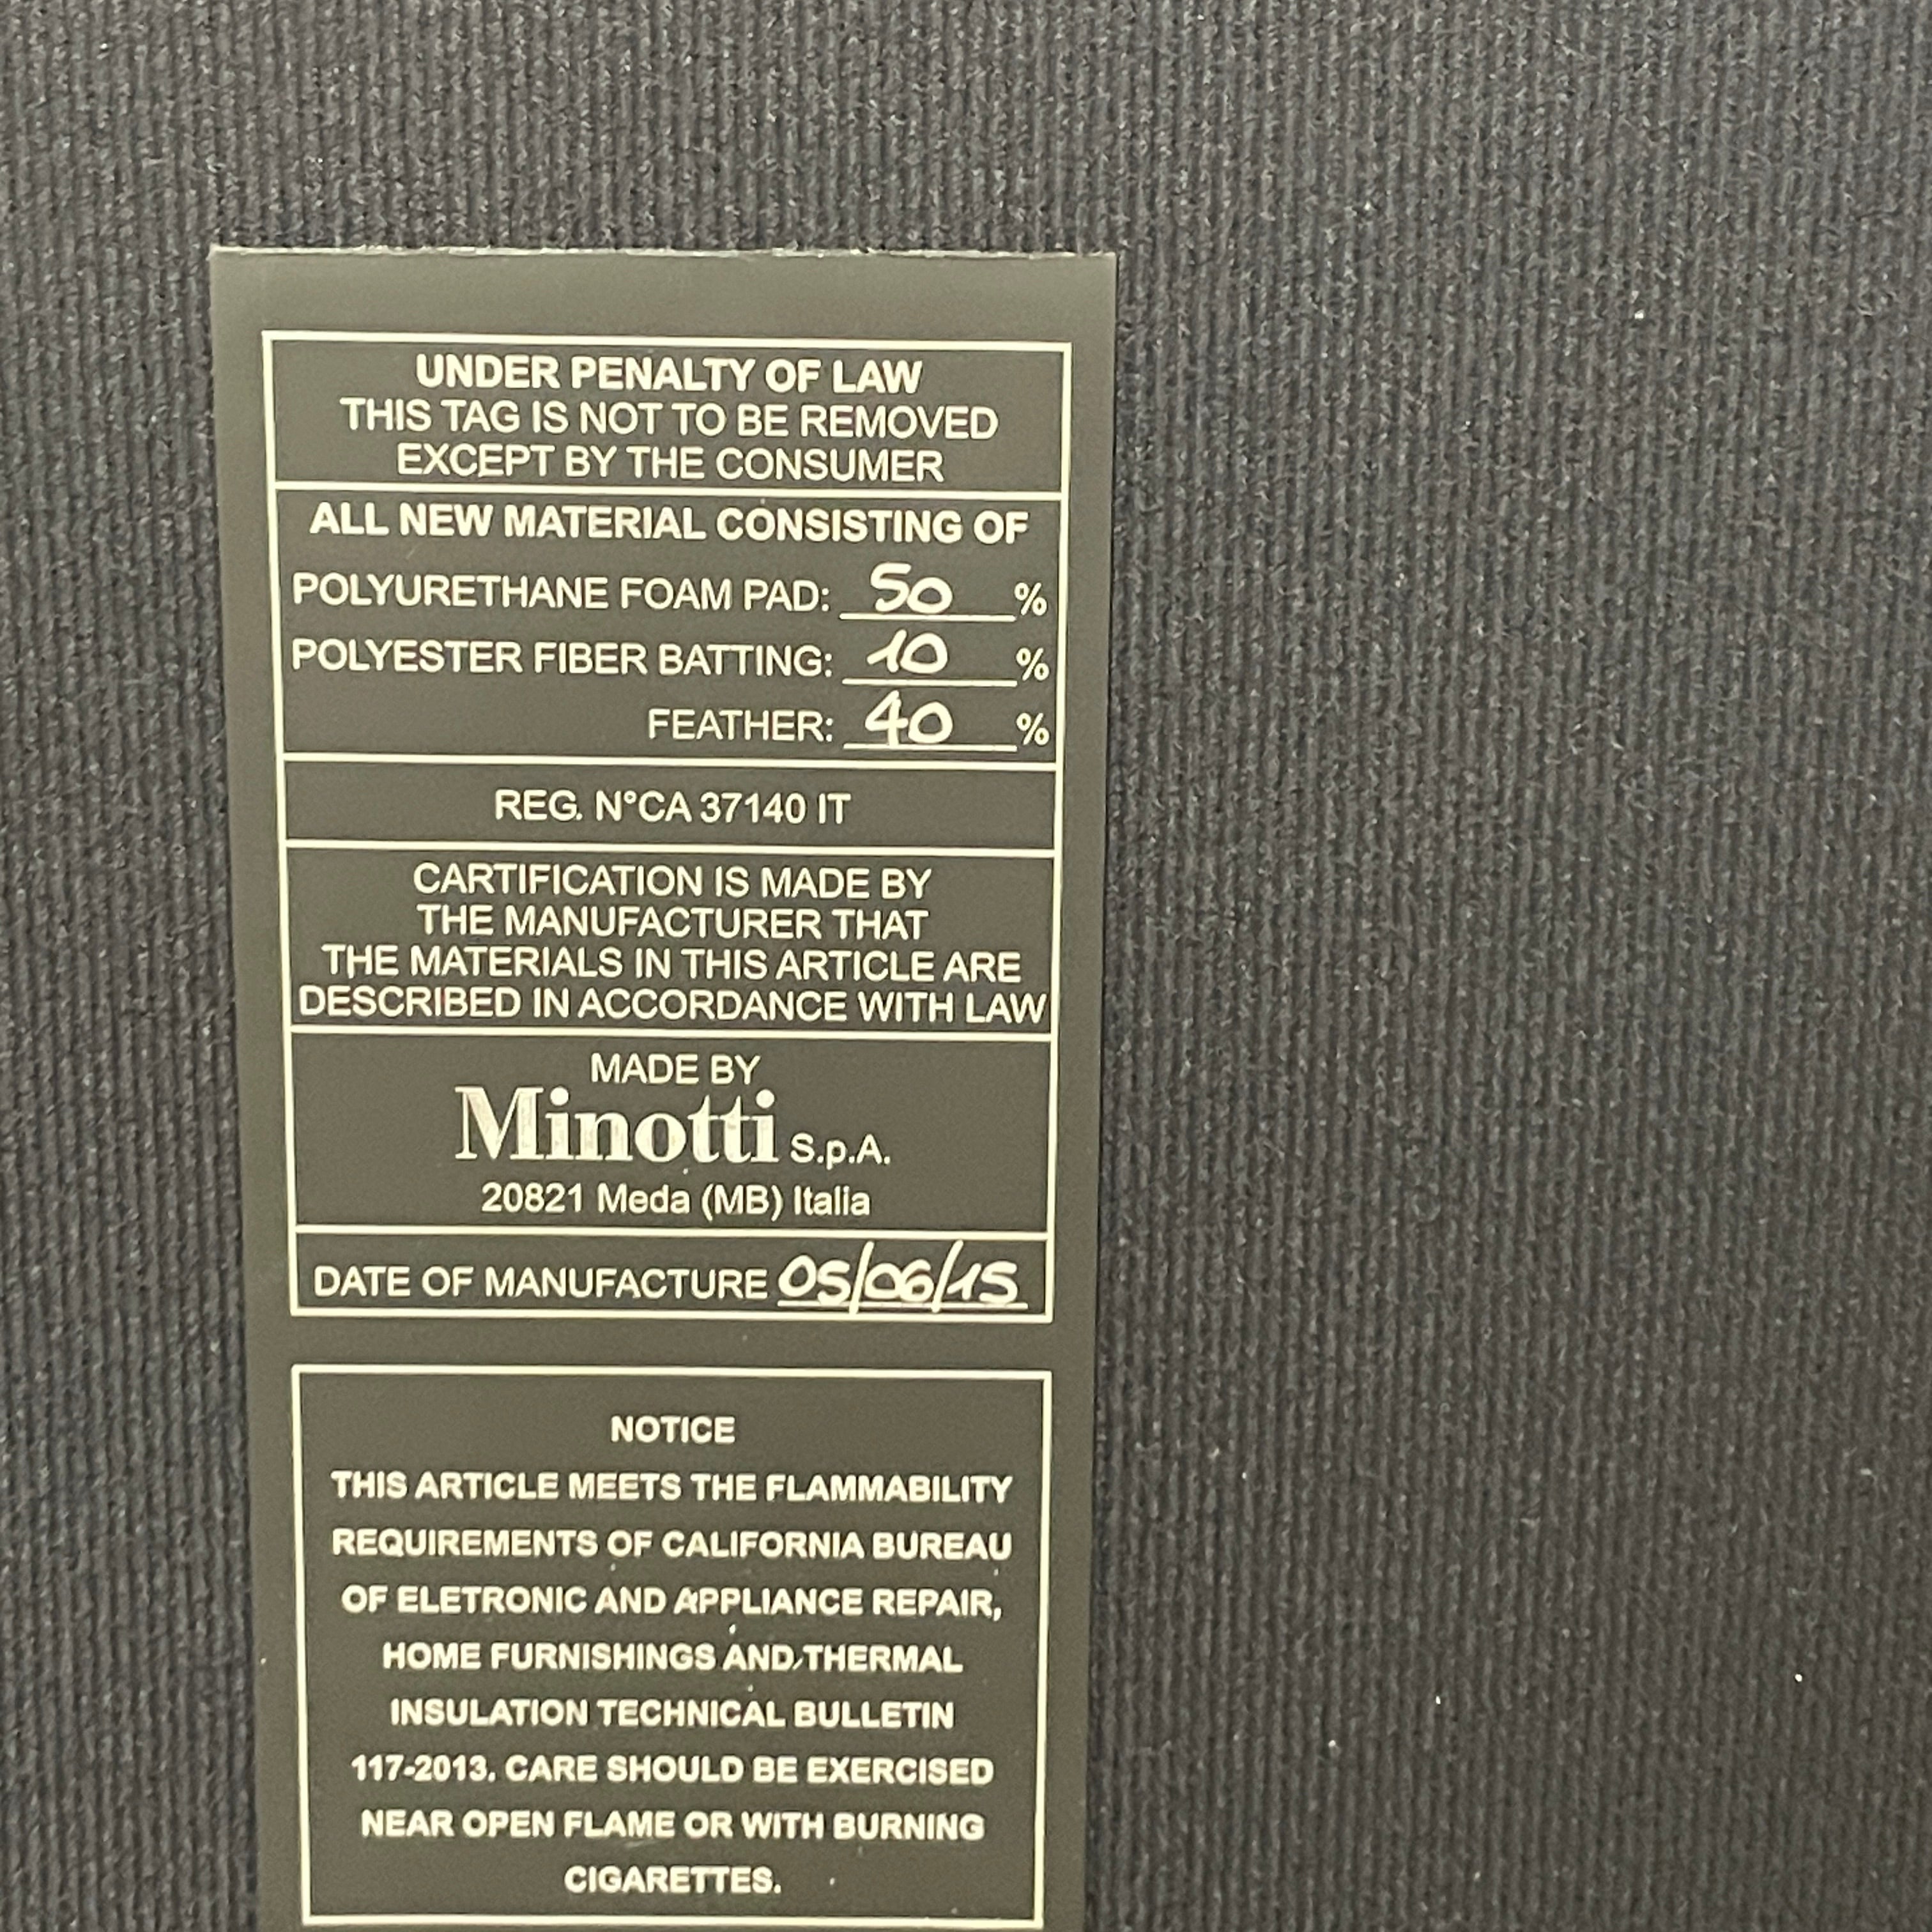 UNDER PENALTY OF LAW
THIS TAG IS NOT TO BE REMOVED
EXCEPT BY THE CONSUMER
ALL NEW MATERIAL CONSISTING OF
POLYURETHANE FOAM PAD: 50 %
POLYESTER FIBER BATTING: 10 %
FEATHER: 40 %
REG. N°CA 37140 IT
CARTIFICATION IS MADE BY
THE MANUFACTURER THAT
THE MATERIALS IN THIS ARTICLE ARE
DESCRIBED IN ACCORDANCE WITH LAW
MADE BY
Minotti S.p.A.
20821 Meda (MB) Italia
DATE OF MANUFACTURE 05/06/15
NOTICE
THIS ARTICLE MEETS THE FLAMMABILITY
REQUIREMENTS OF CALIFORNIA BUREAU
OF ELETRONIC AND APPLIANCE REPAIR,
HOME FURNISHINGS AND THERMAL
INSULATION TECHNICAL BULLETIN
117-2013. CARE SHOULD BE EXERCISED
NEAR OPEN FLAME OR WITH BURNING
CIGARETTES.